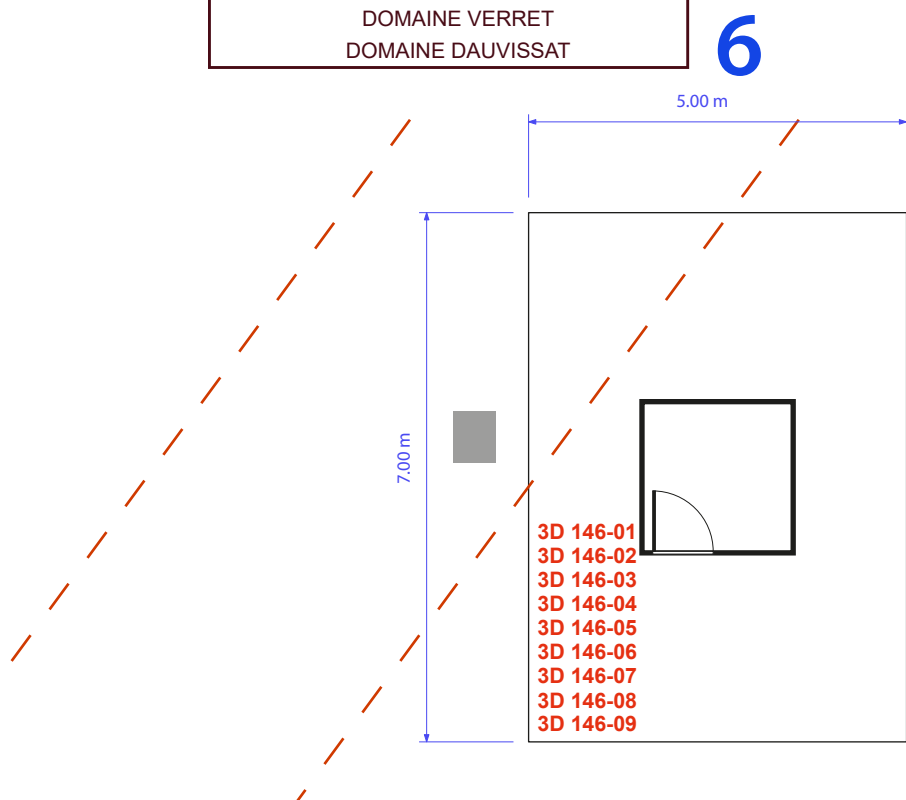 DOMAINE VERRET
DOMAINE DAUVISSAT
6
5.00 m
7.00 m
3D 146-01
3D 146-02
3D 146-03
3D 146-04
3D 146-05
3D 146-06
3D 146-07
3D 146-08
3D 146-09